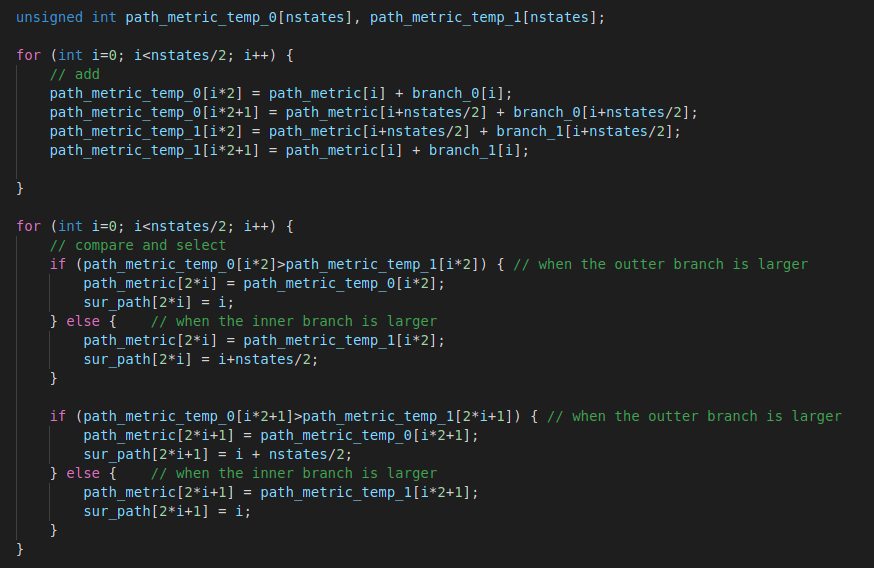 unsigned int path_metric_temp_0[nstates], path_metric_temp_1[nstates];
for (int i=0; i<nstates/2; i++) {
// add
path_metric_temp_0[i*2] = path_metric[i] + branch_0[i];
path_metric_temp_0[i*2+1] = path_metric[i+nstates/2] + branch_0[i+nstates/2];
path_metric_temp_1[i*2] = path_metric[i+nstates/2] + branch_1[i+nstates/2];
path_metric_temp_1[i*2+1] = path_metric[i] + branch_1[i];
}
for (int i=0; i<nstates/2; i++) {
// compare and select
if (path_metric_temp_0[i*2]>path_metric_temp_1[i*2]) { // when the outter branch is larger
path_metric[2*i] = path_metric_temp_0[i*2];
sur_path[2*i] = i;
} else {    // when the inner branch is larger
path_metric[2*i] = path_metric_temp_1[i*2];
sur_path[2*i] = i+nstates/2;
}
if (path_metric_temp_0[i*2+1]>path_metric_temp_1[2*i+1]) { // when the outter branch is larger
path_metric[2*i+1] = path_metric_temp_0[i*2+1];
sur_path[2*i+1] = i + nstates/2;
} else {    // when the inner branch is larger
path_metric[2*i+1] = path_metric_temp_1[i*2+1];
sur_path[2*i+1] = i;
}
}